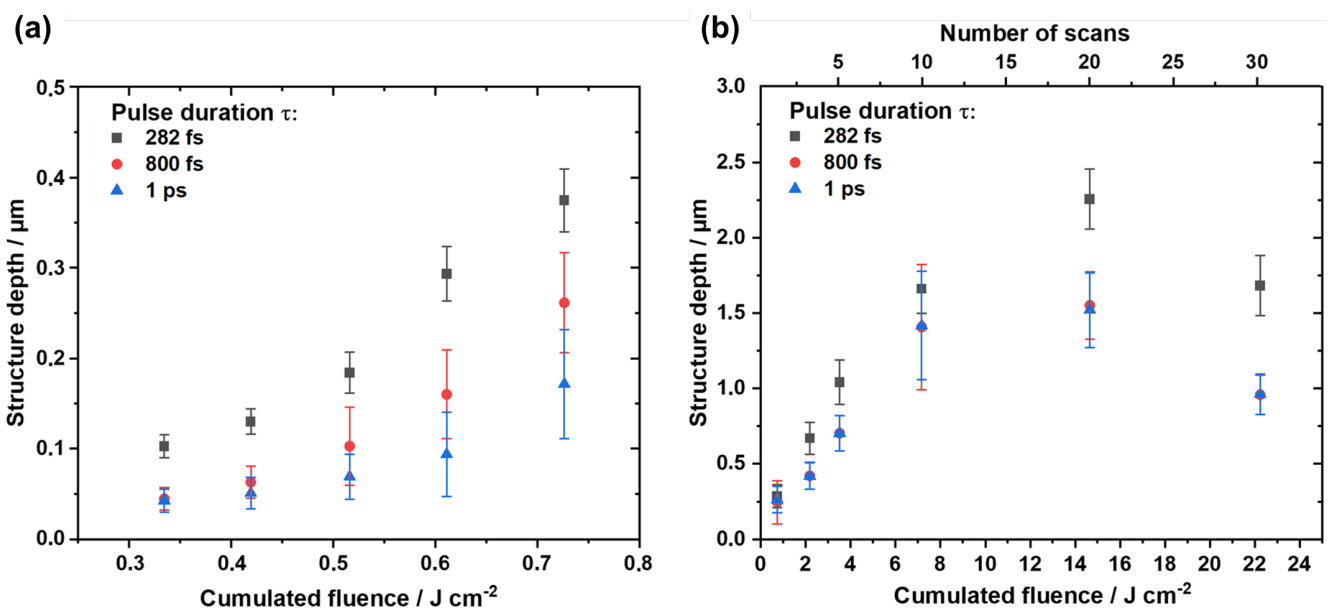 (a)
Structure depth / µm
0.5
0.4
0.3
0.2
0.1
0.0
Pulse duration τ:
282 fs
800 fs
1 ps
0.3 0.4 0.5 0.6 0.7 0.8
Cumulated fluence / J cm-2
(b)
Number of scans
5 10 15 20 25 30
Structure depth / µm
3.0
2.5
2.0
1.5
1.0
0.5
0.0
Pulse duration τ:
282 fs
800 fs
1 ps
0 2 4 6 8 10 12 14 16 18 20 22 24
Cumulated fluence / J cm-2